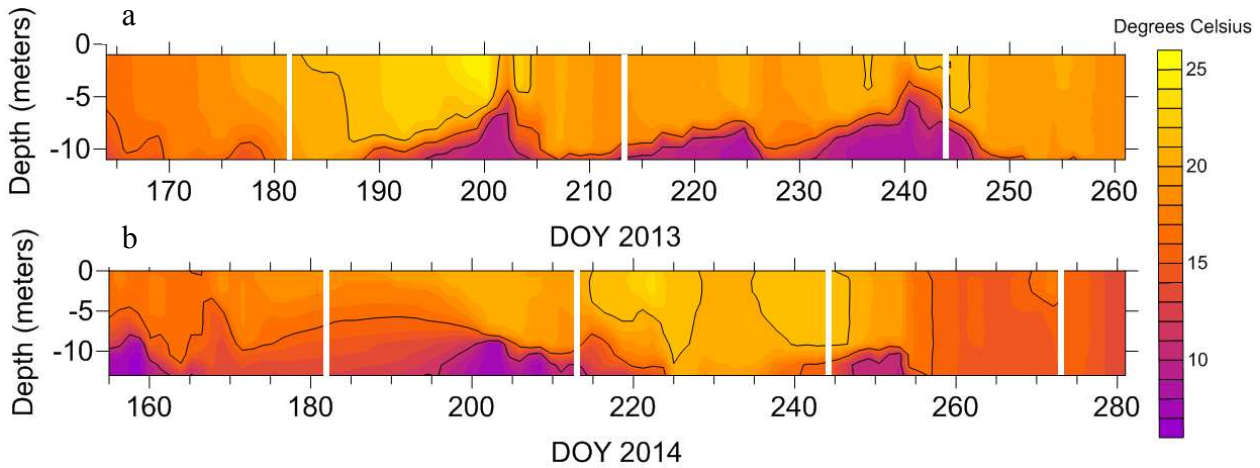 a
Degrees Celsius
Depth (meters)
0
-5
-10
170 180 190 200 210 220 230 240 250 260
DOY 2013
25
20
15
10
b
Depth (meters)
0
-5
-10
160 180 200 220 240 260 280
DOY 2014